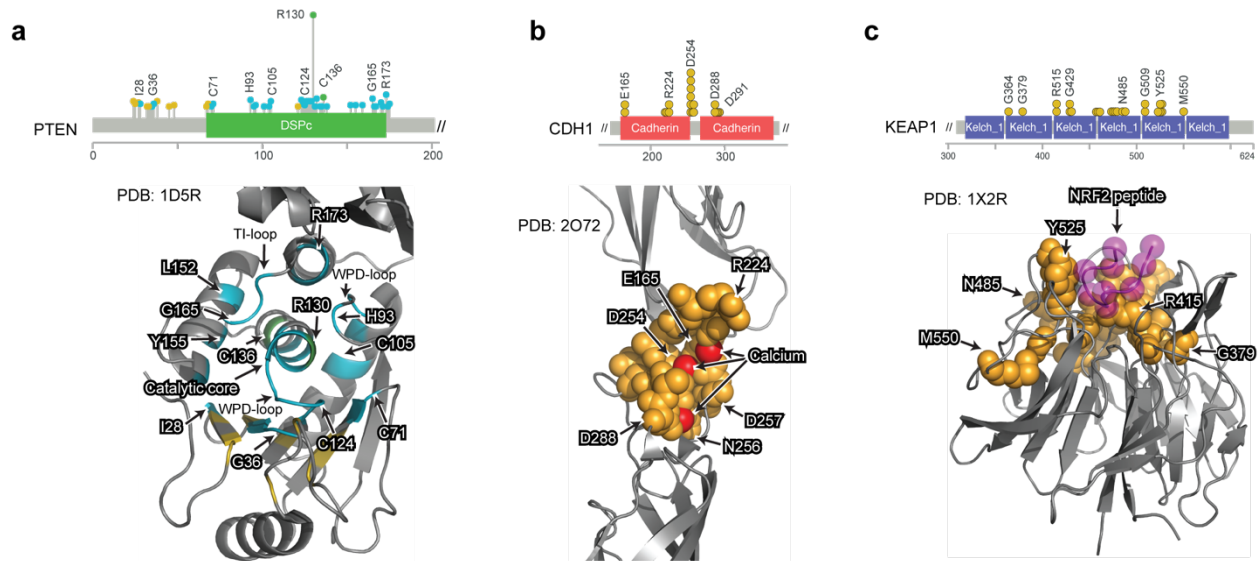 a
R130
I28
G36
C71
H93
C105
C124
C136
G165
R173
PTEN
DSPc
//
0
100
200
PDB: 1D5R
R173
TI-loop
L152
WPD-loop
G165
R130
H93
Y155
C136
C105
Catalytic core
WPD-loop
I28
G36
C124
C71
b
E165
R224
D254
D288
D291
//
CDH1
Cadherin
Cadherin
//
200
300
PDB: 2O72
E165
R224
D254
Calcium
D288
D257
N256
c
G364
G379
R515
G429
N485
G509
Y525
M550
//
KEAP1
Kelch_1
Kelch_1
Kelch_1
Kelch_1
Kelch_1
Kelch_1
300
400
500
624
PDB: 1X2R
NRF2 peptide
Y525
N485
R415
M550
G379